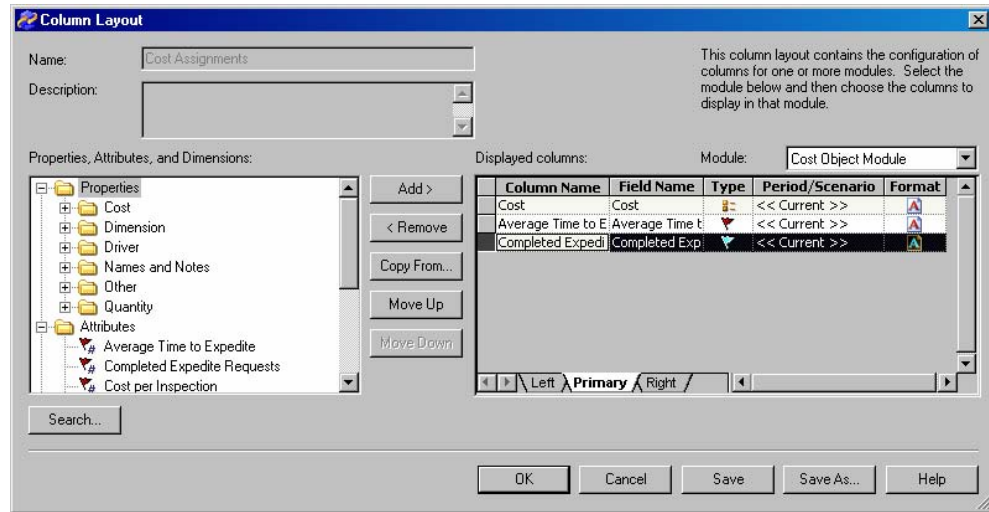 Column Layout
Name:
Cost Assignments
This column layout contains the configuration of
columns for one or more modules. Select the
module below and then choose the columns to
display in that module.
Description:
Properties, Attributes, and Dimensions:
Displayed columns:
Module:
Cost Object Module
Properties
Cost
Dimension
Driver
Names and Notes
Other
Quantity
Attributes
Average Time to Expedite
Completed Expedite Requests
Cost per Inspection
Add >
< Remove
Copy From...
Move Up
Move Down
Column Name Field Name Type Period/Scenario Format
Cost Cost << Current >> A
Average Time to E Average Time t << Current >> A
Completed Expedi Completed Exp << Current >> A
Left Primary Right
Search...
OK Cancel Save Save As... Help